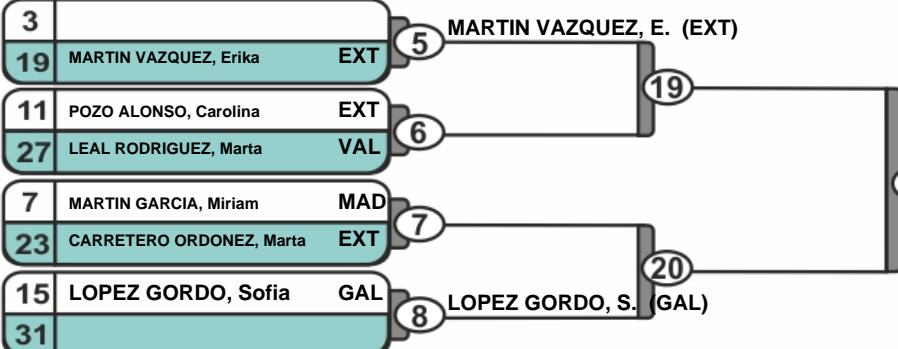 3
19 MARTIN VAZQUEZ, Erika EXT
5 MARTIN VAZQUEZ, E. (EXT)
19
11 POZO ALONSO, Carolina EXT
27 LEAL RODRIGUEZ, Marta VAL
6
7 MARTIN GARCIA, Miriam MAD
23 CARRETERO ORDONEZ, Marta EXT
7
20
15 LOPEZ GORDO, Sofia GAL
31
8 LOPEZ GORDO, S. (GAL)